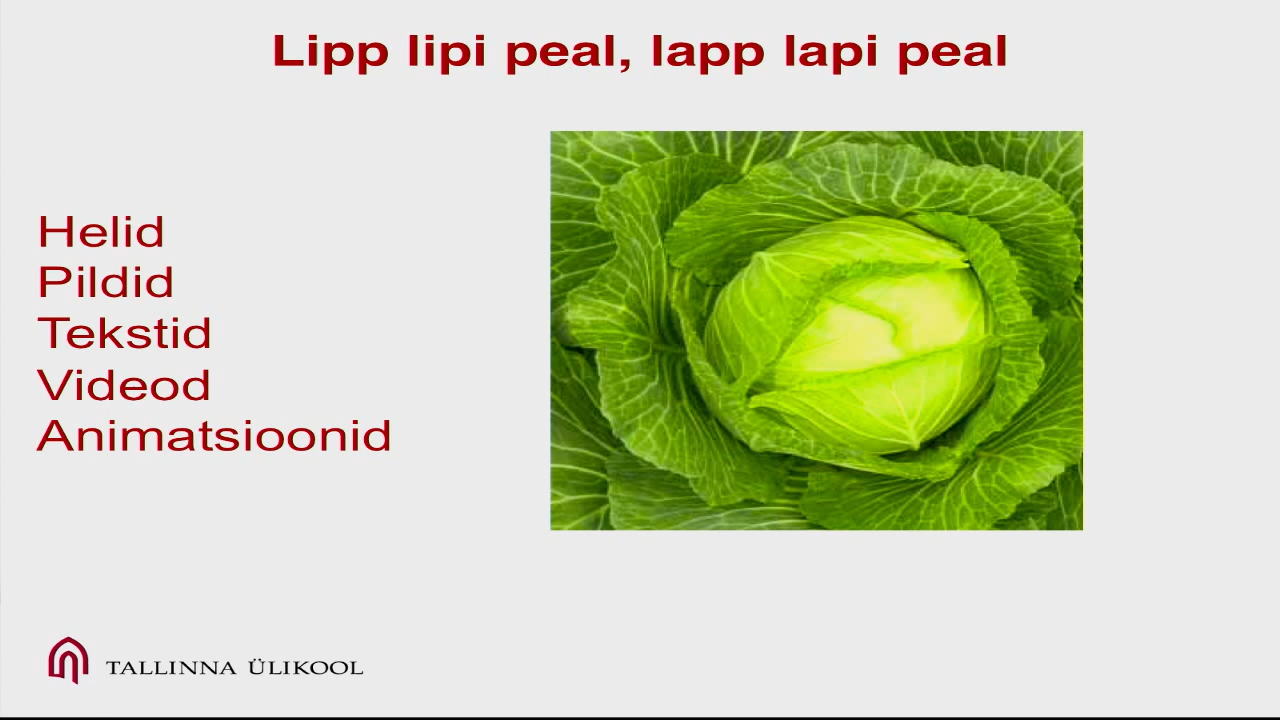 Lipp lipi peal, lapp lapi peal
Helid
Pildid
Tekstid
Videod
Animatsioonid
TALLINNA ÜLIKOOL